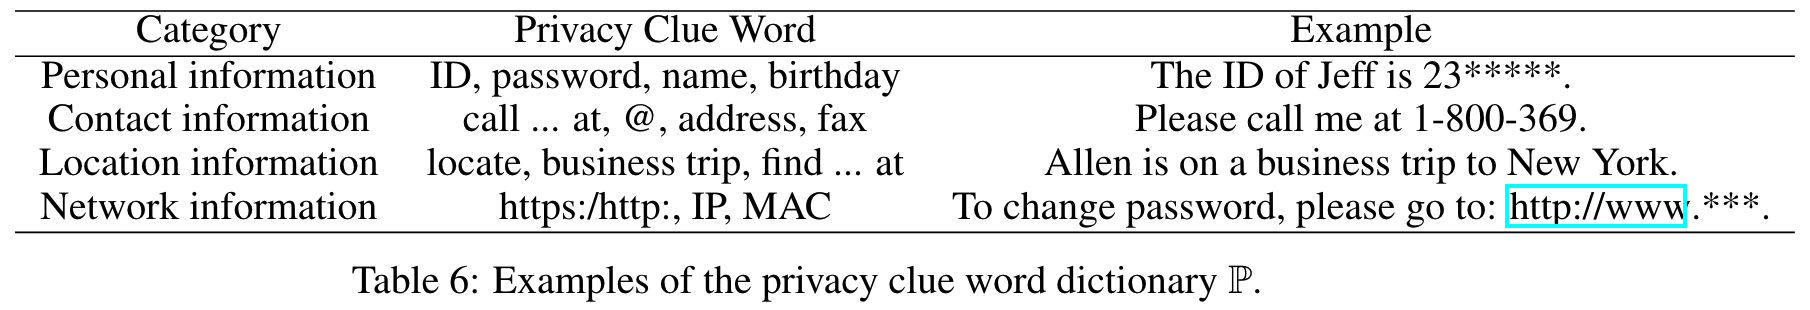 Category Privacy Clue Word Example
Personal information ID, password, name, birthday The ID of Jeff is 23*****.
Contact information call ... at, @, address, fax Please call me at 1-800-369.
Location information locate, business trip, find ... at Allen is on a business trip to New York.
Network information https:/http:, IP, MAC To change password, please go to: http://www.***.
Table 6: Examples of the privacy clue word dictionary ℙ.